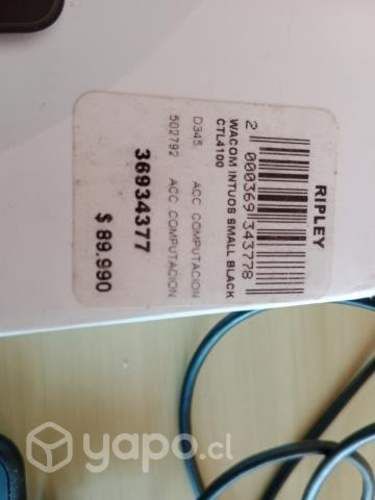 RIPLEY
2 000369 343778
WACOM INTUOS SMALL BLACK
CTL4100
D345. ACC COMPUTACION
502792 ACC COMPUTACION
36934377
$ 89.990
yapo.cl